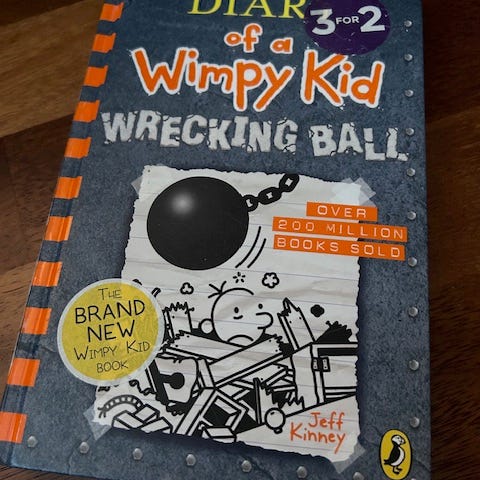 DIAR
3 FOR 2
of a
Wimpy Kid
WRECKING BALL
OVER
200 MILLION
BOOKS SOLD
THE
BRAND
NEW
WIMPY KID
BOOK
Jeff
Kinney